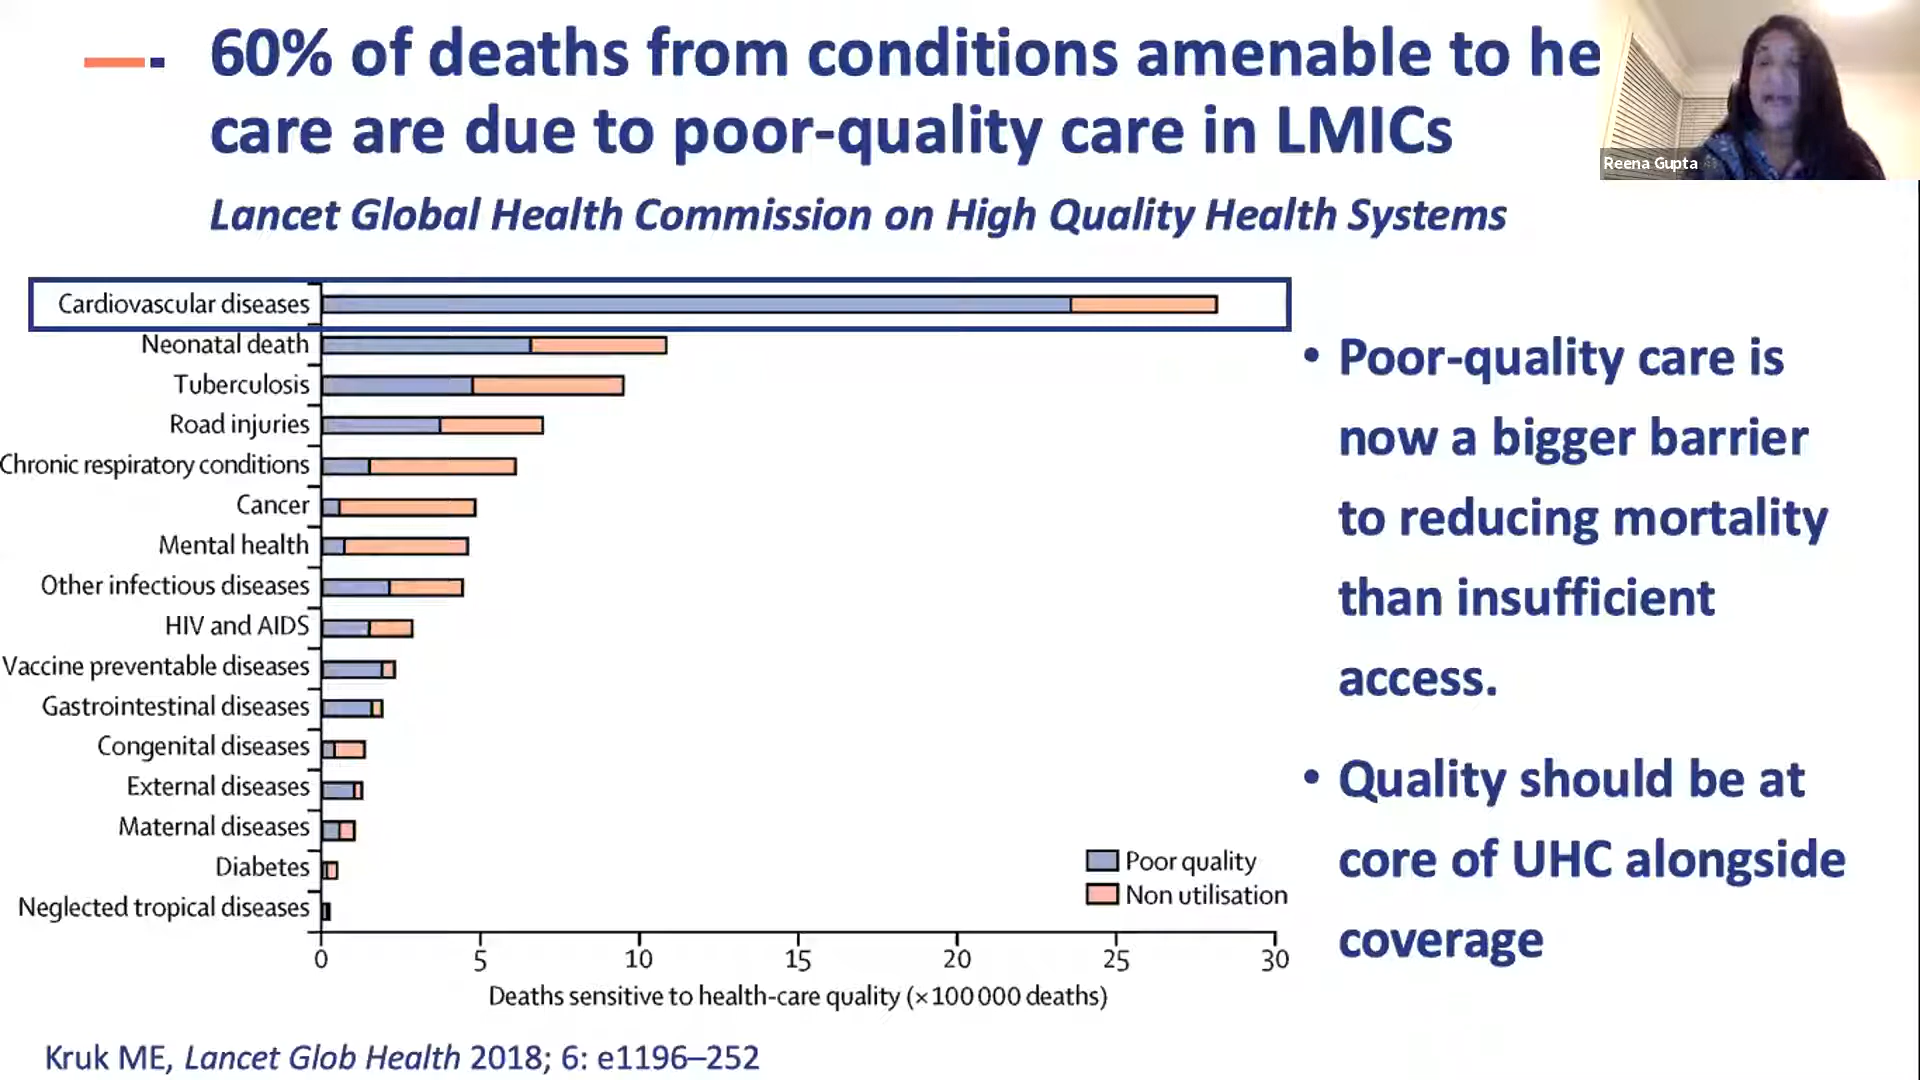 60% of deaths from conditions amenable to he
care are due to poor-quality care in LMICs
Lancet Global Health Commission on High Quality Health Systems
Reena Gupta
Cardiovascular diseases
Neonatal death
Tuberculosis
Road injuries
Chronic respiratory conditions
Cancer
Mental health
Other infectious diseases
HIV and AIDS
Vaccine preventable diseases
Gastrointestinal diseases
Congenital diseases
External diseases
Maternal diseases
Diabetes
Neglected tropical diseases
Poor quality
Non utilisation
0 5 10 15 20 25 30
Deaths sensitive to health-care quality (×100 000 deaths)
• Poor-quality care is
now a bigger barrier
to reducing mortality
than insufficient
access.
• Quality should be at
core of UHC alongside
coverage
Kruk ME, Lancet Glob Health 2018; 6: e1196–252